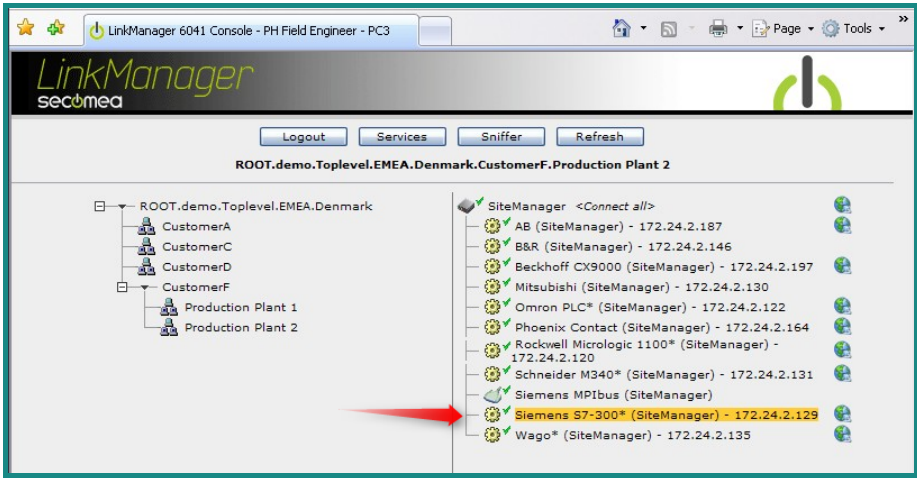 LinkManager 6041 Console - PH Field Engineer - PC3
Page
Tools
»
LinkManager
secomea
Logout
Services
Sniffer
Refresh
ROOT.demo.Toplevel.EMEA.Denmark.CustomerF.Production Plant 2
ROOT.demo.Toplevel.EMEA.Denmark
CustomerA
CustomerC
CustomerD
CustomerF
Production Plant 1
Production Plant 2
SiteManager <Connect all>
AB (SiteManager) - 172.24.2.187
B&R (SiteManager) - 172.24.2.146
Beckhoff CX9000 (SiteManager) - 172.24.2.197
Mitsubishi (SiteManager) - 172.24.2.130
Omron PLC* (SiteManager) - 172.24.2.122
Phoenix Contact (SiteManager) - 172.24.2.164
Rockwell Micrologic 1100* (SiteManager) -
172.24.2.120
Schneider M340* (SiteManager) - 172.24.2.131
Siemens MPIbus (SiteManager)
Siemens S7-300* (SiteManager) - 172.24.2.129
Wago* (SiteManager) - 172.24.2.135